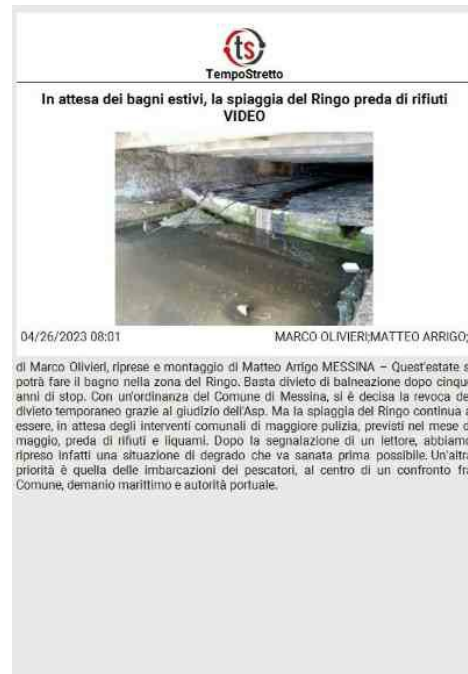 ts
TempoStretto
In attesa dei bagni estivi, la spiaggia del Ringo preda di rifiuti
VIDEO
04/26/2023 08:01 MARCO OLIVIERI;MATTEO ARRIGO;
di Marco Olivieri, riprese e montaggio di Matteo Arrigo MESSINA – Quest'estate s
potrà fare il bagno nella zona del Ringo. Basta divieto di balneazione dopo cinque
anni di stop. Con un'ordinanza del Comune di Messina, si è decisa la revoca de
divieto temporaneo grazie al giudizio dell'Asp. Ma la spiaggia del Ringo continua a
essere, in attesa degli interventi comunali di maggiore pulizia, previsti nel mese d
maggio, preda di rifiuti e liquami. Dopo la segnalazione di un lettore, abbiamo
ripreso infatti una situazione di degrado che va sanata prima possibile. Un'altra
priorità è quella delle imbarcazioni dei pescatori, al centro di un confronto fra
Comune, demanio marittimo e autorità portuale.